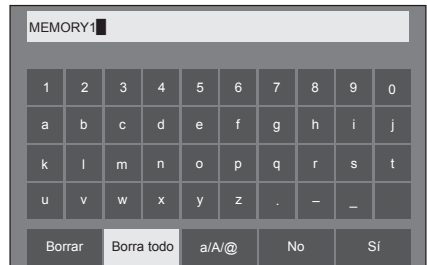 MEMORY1
1 2 3 4 5 6 7 8 9 0
a b c d e f g h i j
k l m n o p q r s t
u v w x y z . – _
Borrar Borra todo a/A/@ No Sí